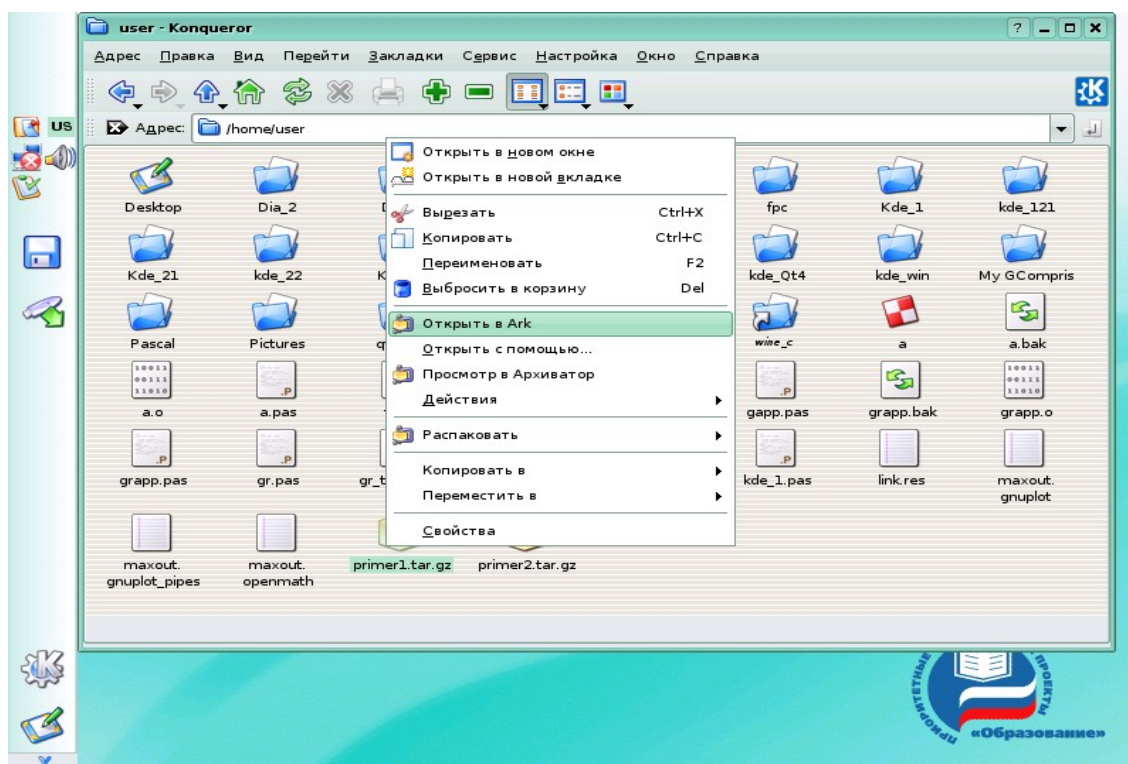 user - Konqueror
Адрес Правка Вид Перейти Закладки Сервис Настройка Окно Справка
US
Адрес: /home/user
Открыть в новом окне
Открыть в новой вкладке
Вырезать Ctrl+X
Копировать Ctrl+C
Переименовать F2
Выбросить в корзину Del
Открыть в Ark
Открыть с помощью...
Просмотр в Архиватор
Действия
Распаковать
Копировать в
Переместить в
Свойства
Desktop Dia_2 fpc Kde_1 kde_121
Kde_21 kde_22 kde_Qt4 kde_win My GCompris
Pascal Pictures wine_c a a.bak
a.o a.pas gapp.pas grapp.bak grapp.o
grapp.pas gr.pas gr_t kde_1.pas link.res maxout.
gnuplot
maxout. maxout. primer1.tar.gz primer2.tar.gz
gnuplot_pipes openmath
ПРИОРИТЕТНЫЕ ПРОЕКТЫ
«Образование»